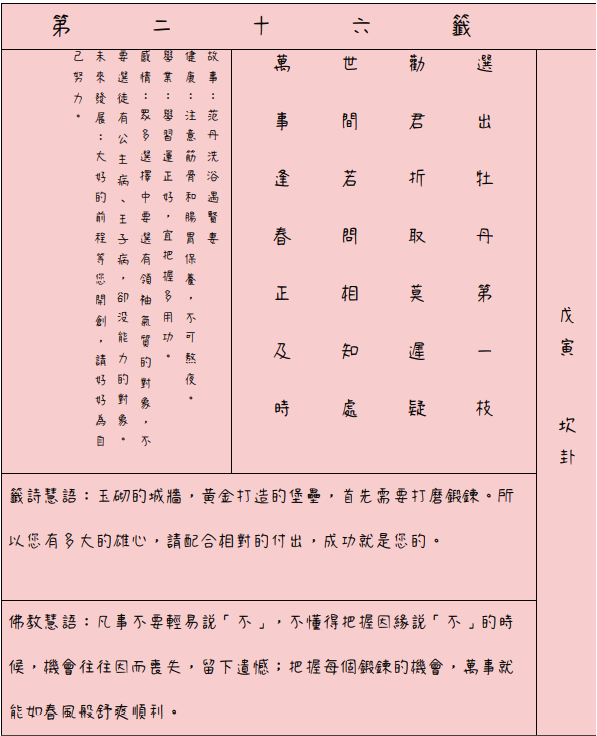 第二十六籤
戊寅　坎卦
選出牡丹第一枝
勸君折取莫遲疑
世間若問相知處
萬事逢春正及時
故事：范丹洗浴遇賢妻
健康：注意筋骨和腸胃保養，不可熬夜。
學業：學習運正好，宜把握多用功。
感情：眾多選擇中要選有領袖氣質的對象，不
要選徒有公主病、王子病，卻沒能力的對象。
未來發展：大好的前程等您開創，請好好為自
己努力。
籤詩慧語：玉砌的城牆，黃金打造的堡壘，首先需要打磨鍛鍊。所
以您有多大的雄心，請配合相對的付出，成功就是您的。
佛教慧語：凡事不要輕易說「不」，不懂得把握因緣說「不」的時
候，機會往往因而喪失，留下遺憾；把握每個鍛鍊的機會，萬事就
能如春風般舒爽順利。